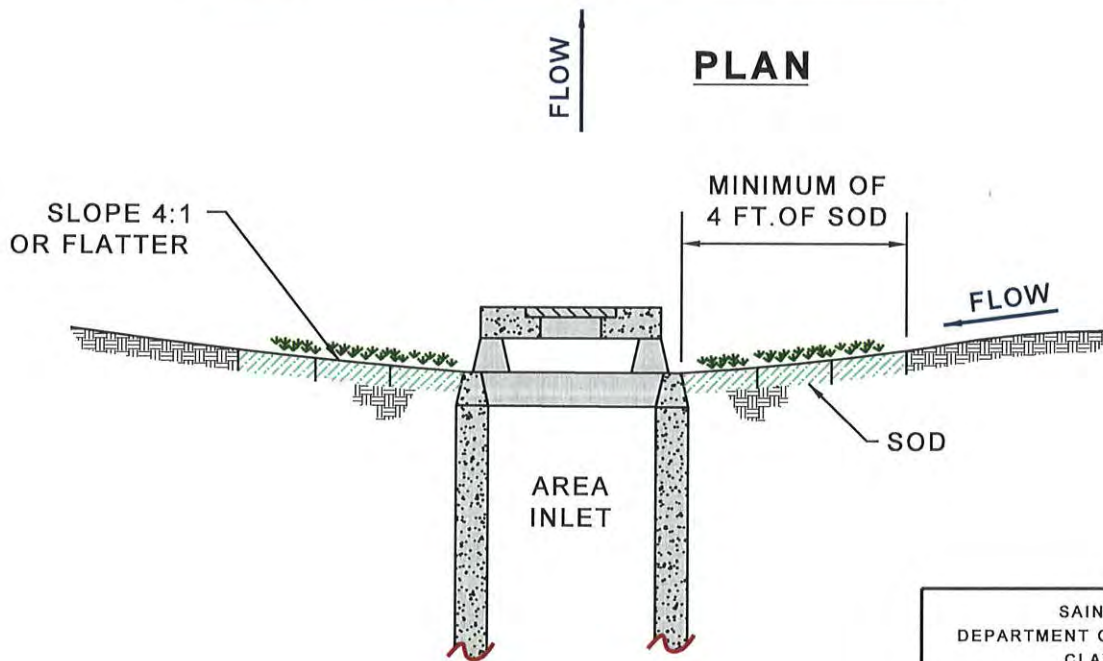 FLOW
PLAN
SLOPE 4:1
OR FLATTER
MINIMUM OF
4 FT.OF SOD
FLOW
SOD
AREA
INLET
SAIN
DEPARTMENT O
CLA